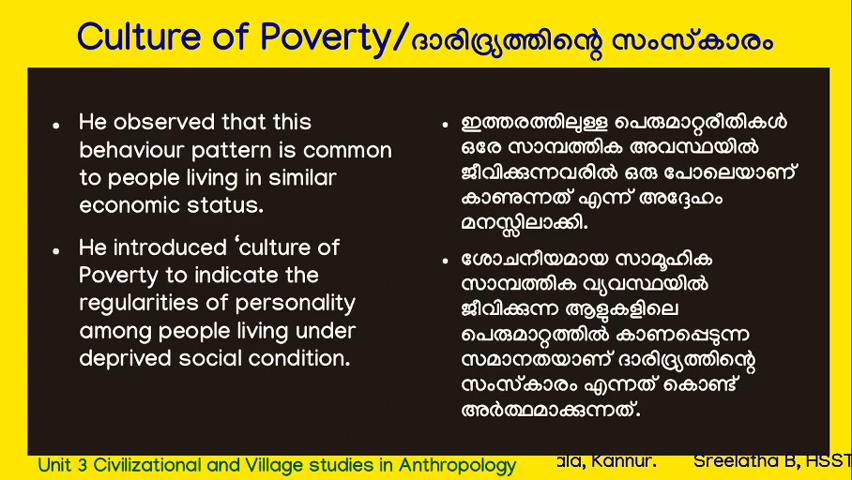 Culture of Poverty/ദാരിദ്ര്യത്തിന്റെ സംസ്കാരം
He observed that this
behaviour pattern is common
to people living in similar
economic status.
He introduced ‘culture of
Poverty to indicate the
regularities of personality
among people living under
deprived social condition.
ഇത്തരത്തിലുള്ള പെരുമാറ്റരീതികൾ
ഒരേ സാമ്പത്തിക അവസ്ഥയിൽ
ജീവിക്കുന്നവരിൽ ഒരു പോലെയാണ്
കാണുന്നത് എന്ന് അദ്ദേഹം
മനസ്സിലാക്കി.
ശോചനീയമായ സാമൂഹിക
സാമ്പത്തിക വ്യവസ്ഥയിൽ
ജീവിക്കുന്ന ആളുകളിലെ
പെരുമാറ്റത്തിൽ കാണപ്പെടുന്ന
സമാനതയാണ് ദാരിദ്ര്യത്തിന്റെ
സംസ്കാരം എന്നത് കൊണ്ട്
അർത്ഥമാക്കുന്നത്.
Unit 3 Civilizational and Village studies in Anthropology
Kannur. Sreelatha B, HSST